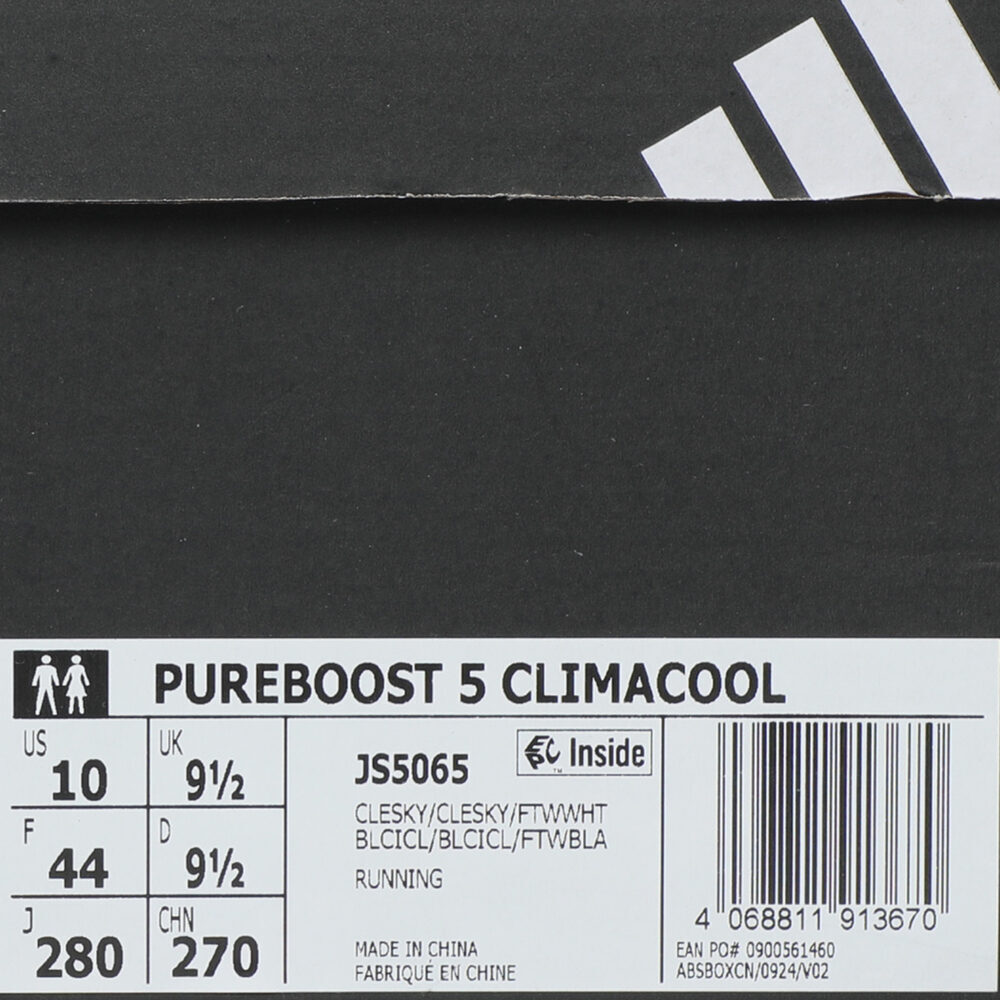 PUREBOOST 5 CLIMACOOL
US 10
UK 9½
F 44
D 9½
J 280
CHN 270
JS5065
Inside
™
CLESKY/CLESKY/FTWWHT
BLCICL/BLCICL/FTWBLA
RUNNING
MADE IN CHINA
FABRIQUÉ EN CHINE
4 068811 913670
EAN PO# 0900561460
ABSBOXCN/0924/V02